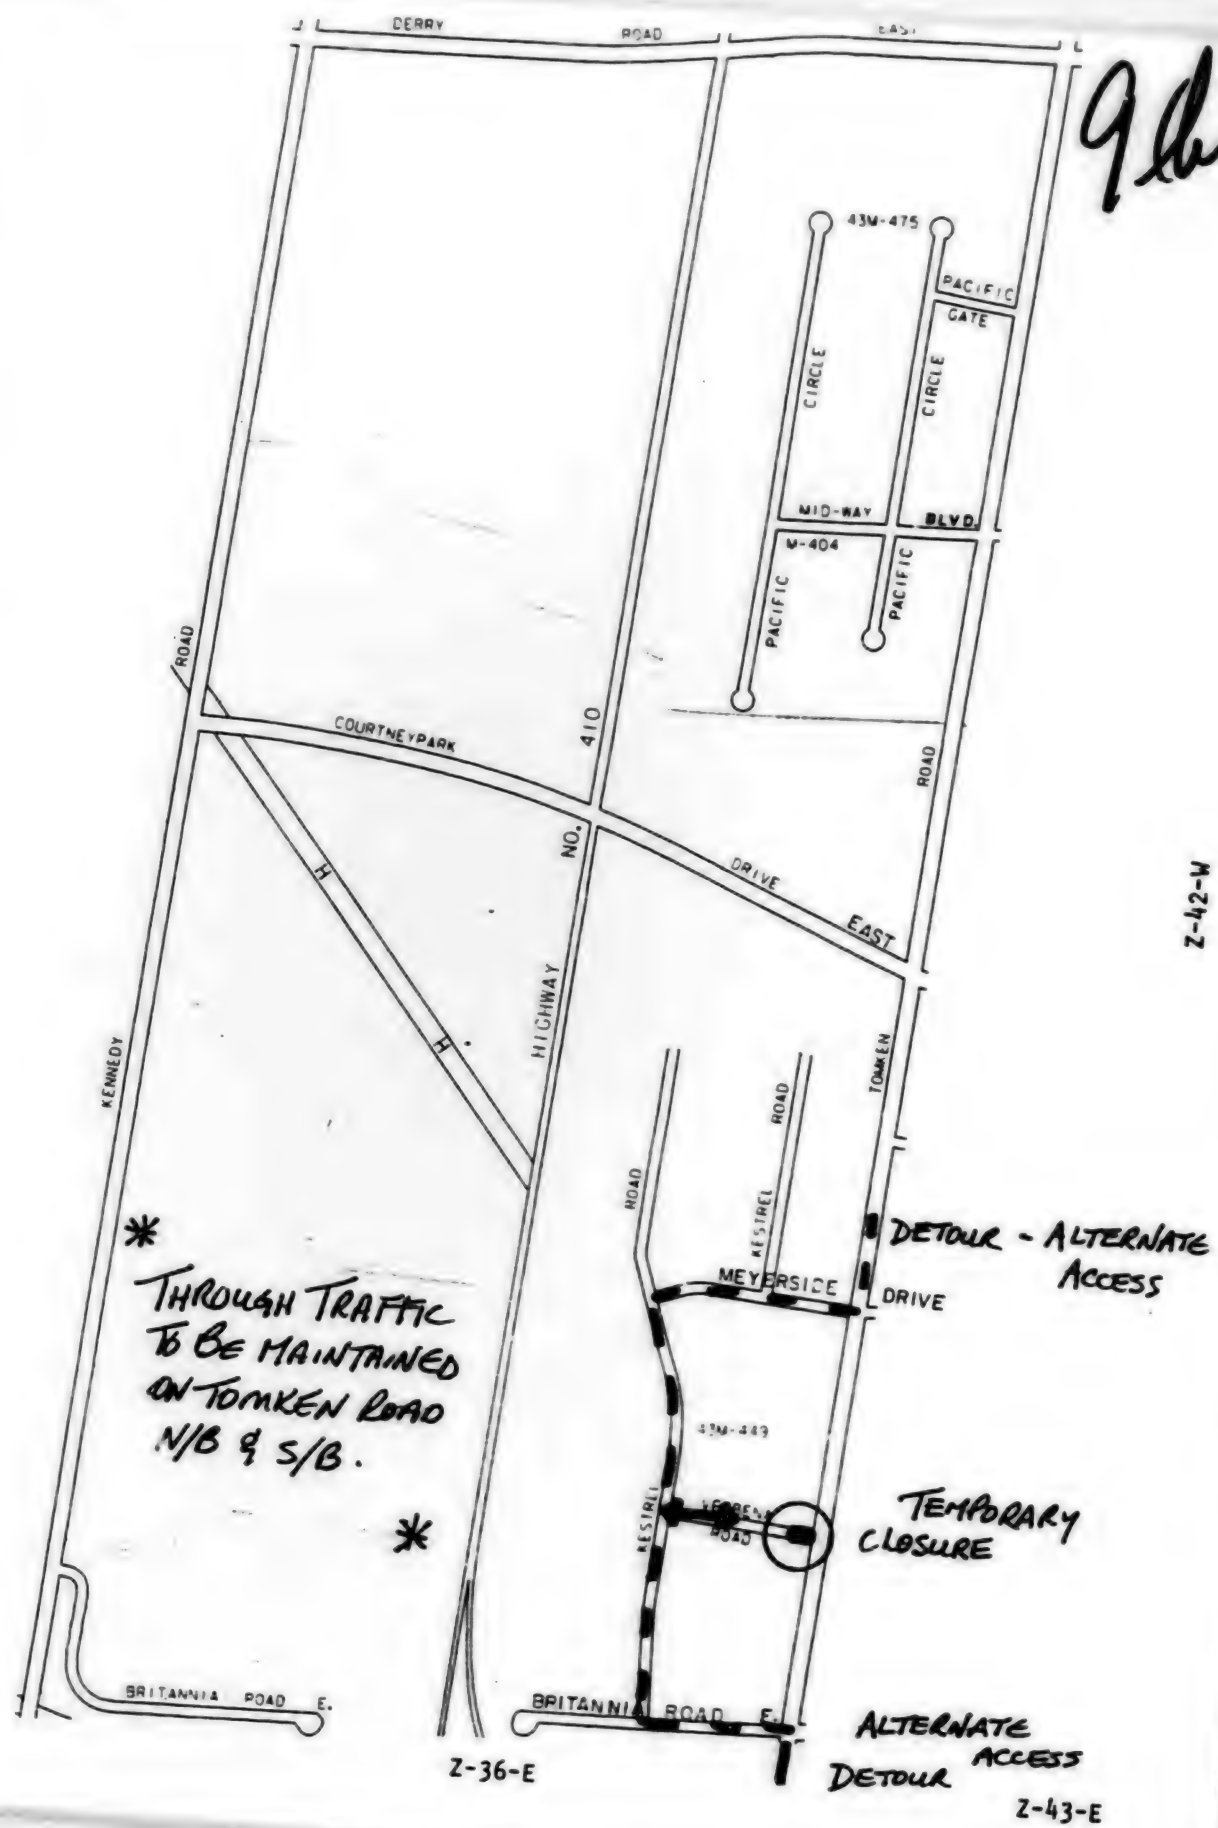 DERRY ROAD EAST
43M-475
PACIFIC
GATE
CIRCLE
CIRCLE
MID-WAY BLVD.
M-404
PACIFIC
PACIFIC
ROAD
COURTNEYPARK
410
ROAD
NO.
DRIVE
EAST
Z-42-W
H
H
HIGHWAY
KENNEDY
TOMKEN
ROAD
ROAD
KESTREL
MEYERSIDE DRIVE
DETOUR - ALTERNATE
ACCESS
*
THROUGH TRAFFIC
TO BE MAINTAINED
ON TOMKEN ROAD
N/B & S/B.
*
43M-449
KESTREL
ROAD
TEMPORARY
CLOSURE
BRITANNIA ROAD E.
BRITANNIA ROAD E.
ALTERNATE
ACCESS
DETOUR
Z-36-E
Z-43-E